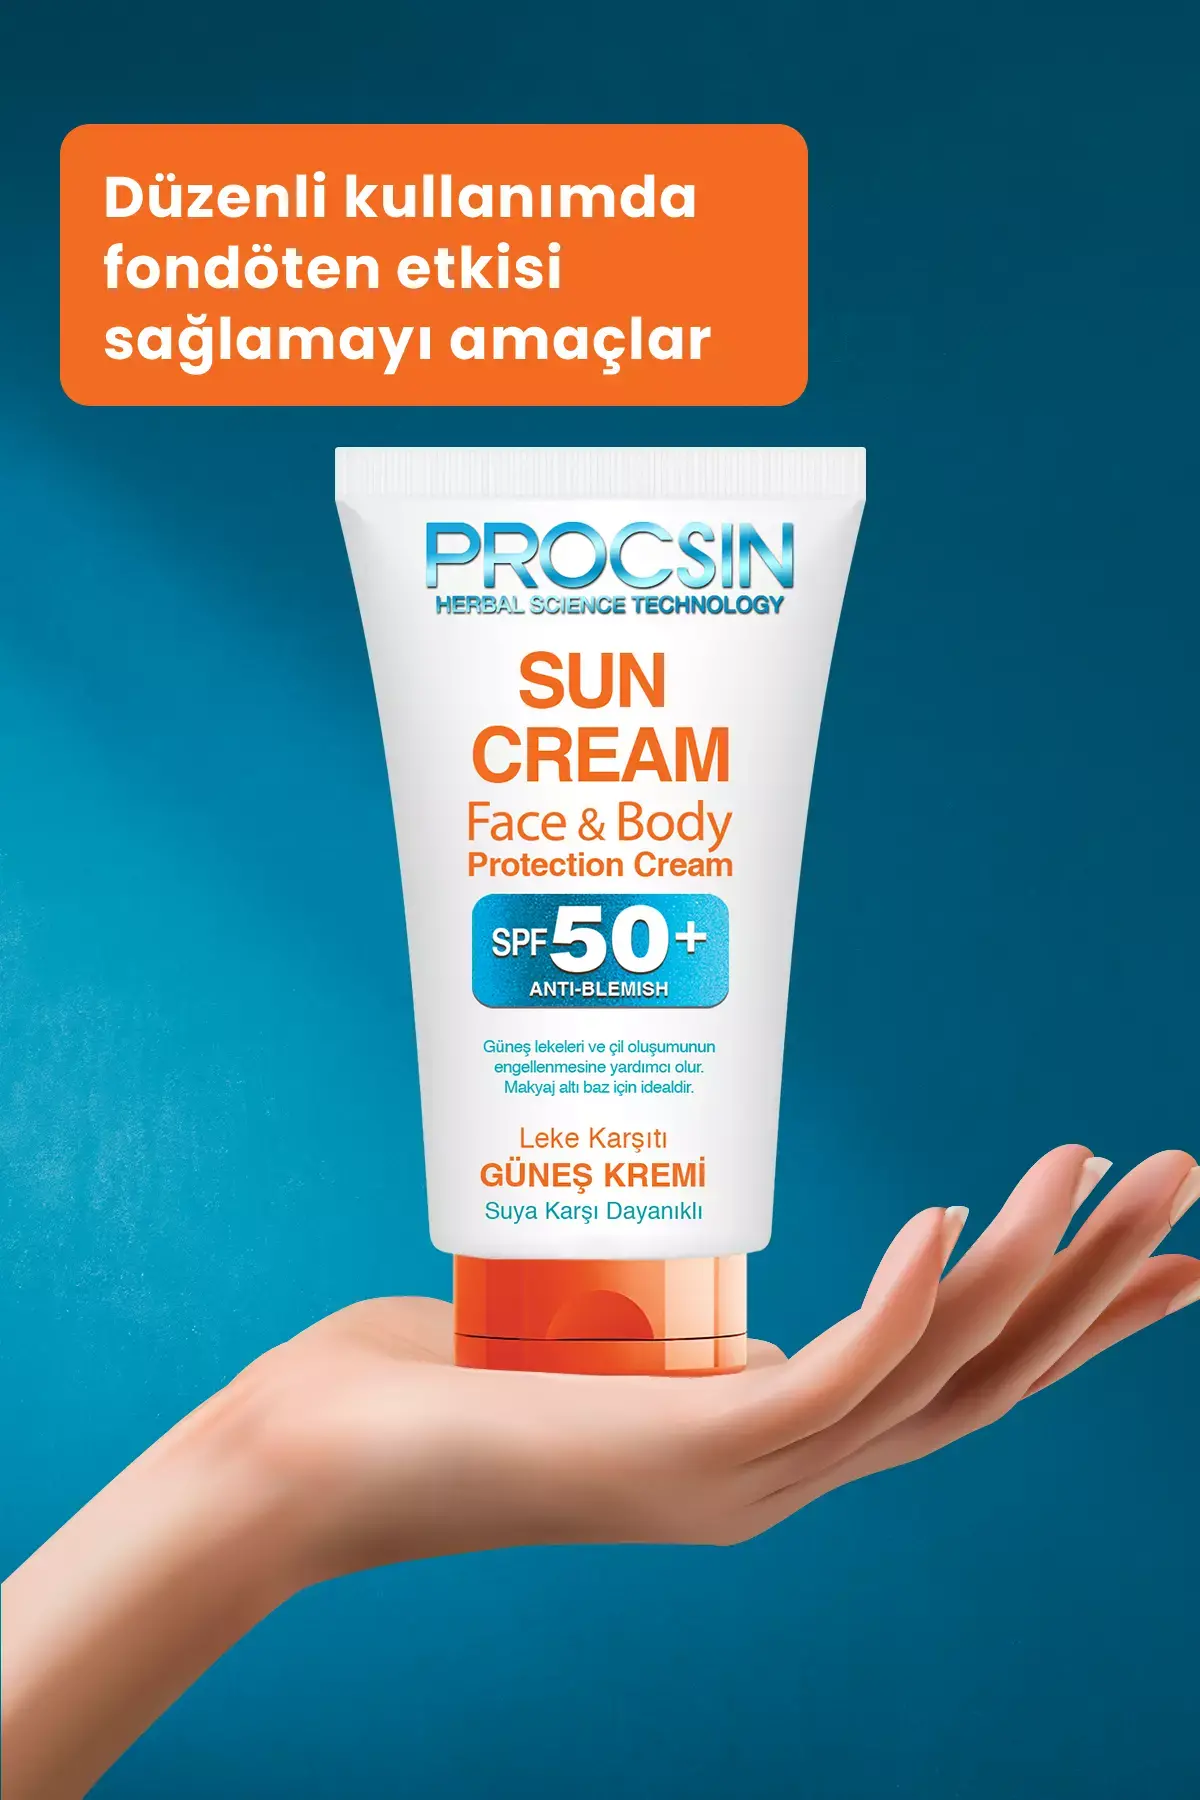 Düzenli kullanımda
fondöten etkisi
sağlamayı amaçlar
PROCSIN
HERBAL SCIENCE TECHNOLOGY
SUN
CREAM
Face & Body
Protection Cream
SPF 50+
ANTI-BLEMISH
Güneş lekeleri ve çil oluşumunun
engellenmesine yardımcı olur.
Makyaj altı baz için idealdir.
Leke Karşıtı
GÜNEŞ KREMİ
Suya Karşı Dayanıklı